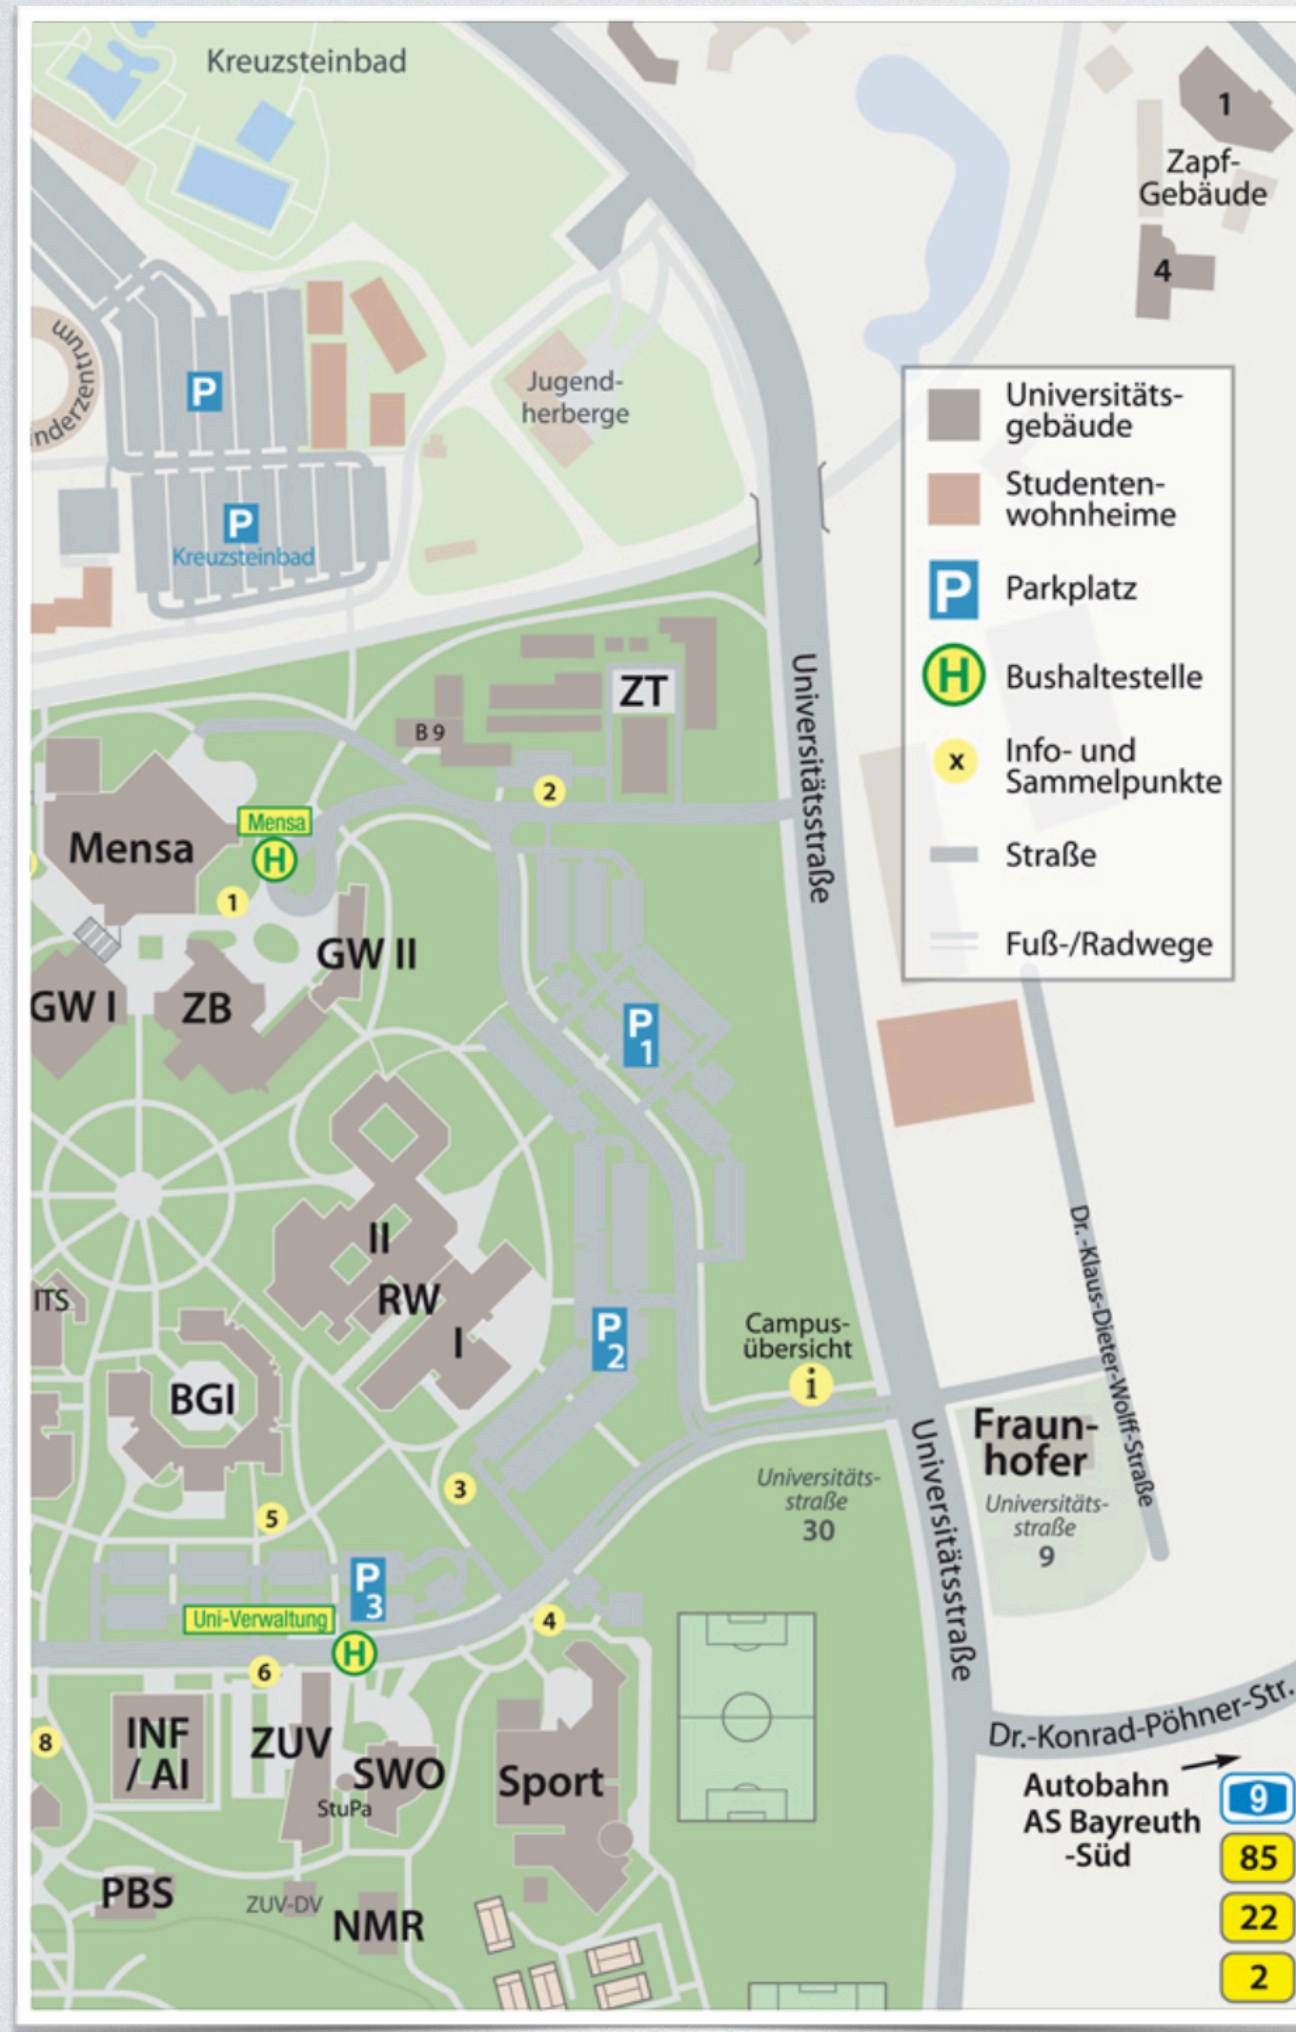 Kreuzsteinbad
1
Zapf-
Gebäude
4
nderzentrum
P
Jugend-
herberge
P
Kreuzsteinbad
Universitäts-
gebäude
Studenten-
wohnheime
P
Parkplatz
H
Bushaltestelle
x
Info- und
Sammelpunkte
Straße
Fuß-/Radwege
ZT
B 9
2
Universitätsstraße
Mensa
Mensa
H
1
GW II
GW I
ZB
P
1
II
RW
I
ITS
BGI
P
2
Campus-
übersicht
i
Dr.-Klaus-Dieter-Wolff-Straße
Fraun-
hofer
Universitäts-
straße
9
Universitäts-
straße
30
Universitätsstraße
3
5
P
3
Uni-Verwaltung
H
4
6
8
INF
/ AI
ZUV
SWO
StuPa
Sport
Dr.-Konrad-Pöhner-Str.
Autobahn
AS Bayreuth
-Süd
9
85
22
2
PBS
ZUV-DV
NMR